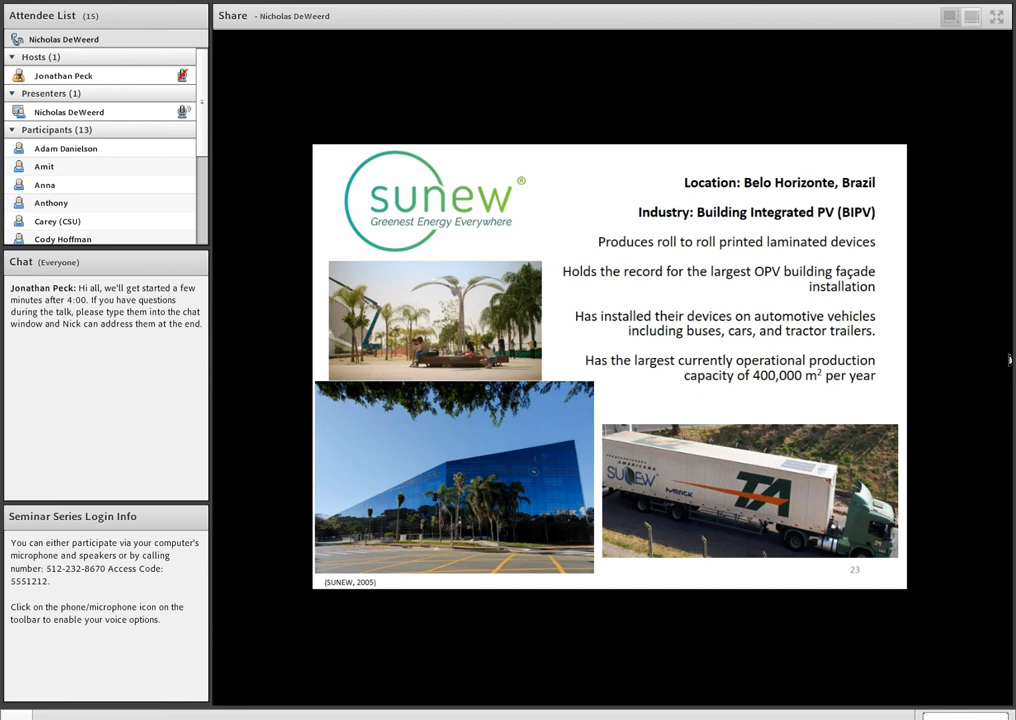 Attendee List (15)
Nicholas DeWeerd
Hosts (1)
Jonathan Peck
Presenters (1)
Nicholas DeWeerd
Participants (13)
Adam Danielson
Amit
Anna
Anthony
Carey (CSU)
Cody Hoffman
Chat (Everyone)
Jonathan Peck: Hi all, we'll get started a few
minutes after 4:00. If you have questions
during the talk, please type them into the chat
window and Nick can address them at the end.
Seminar Series Login Info
You can either participate via your computer's
microphone and speakers or by calling
number: 512-232-8670 Access Code:
5551212.
Click on the phone/microphone icon on the
toolbar to enable your voice options.
Share - Nicholas DeWeerd
sunew®
Greenest Energy Everywhere
Location: Belo Horizonte, Brazil
Industry: Building Integrated PV (BIPV)
Produces roll to roll printed laminated devices
Holds the record for the largest OPV building façade
installation
Has installed their devices on automotive vehicles
including buses, cars, and tractor trailers.
Has the largest currently operational production
capacity of 400,000 m² per year
AMERICANA
SUNEW
MERCK
TA
(SUNEW, 2005)
23